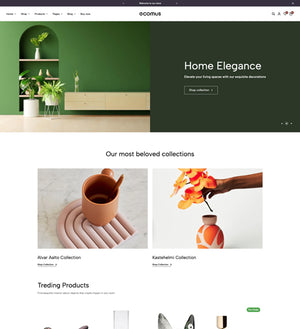 Welcome to our store
Home Shop Products Pages Blog Buy now
ecomus
Home Elegance
Elevate your living spaces with our exquisite decorations
Shop collection
Our most beloved collections
Alvar Aalto Collection
Shop Collection
Kastehelmi Collection
Shop Collection
Treding Products